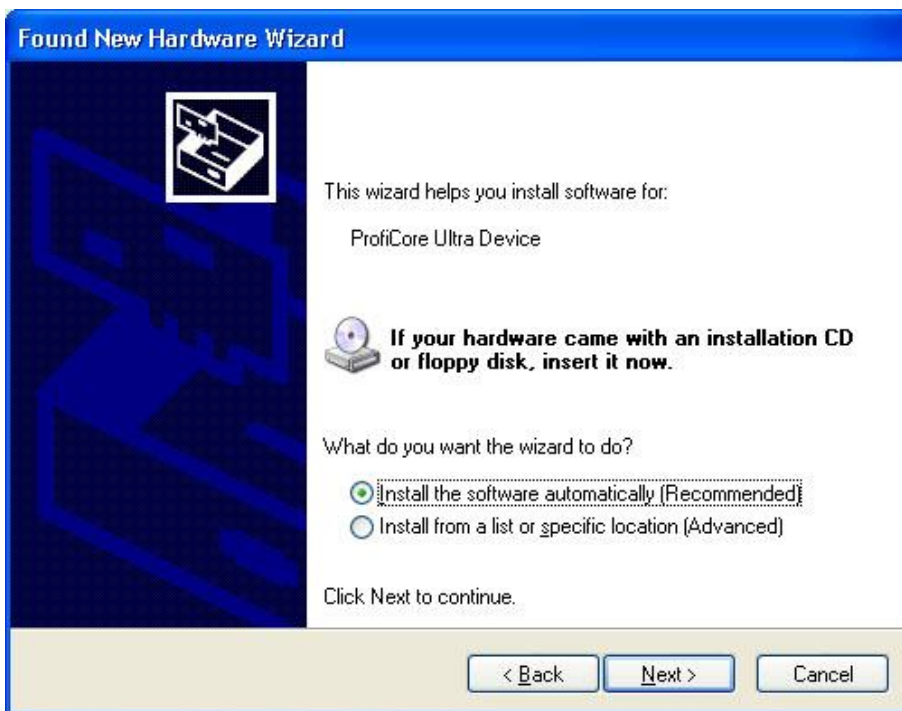 Found New Hardware Wizard
This wizard helps you install software for:
ProfiCore Ultra Device
If your hardware came with an installation CD
or floppy disk, insert it now.
What do you want the wizard to do?
Install the software automatically (Recommended)
Install from a list or specific location (Advanced)
Click Next to continue.
< Back Next > Cancel